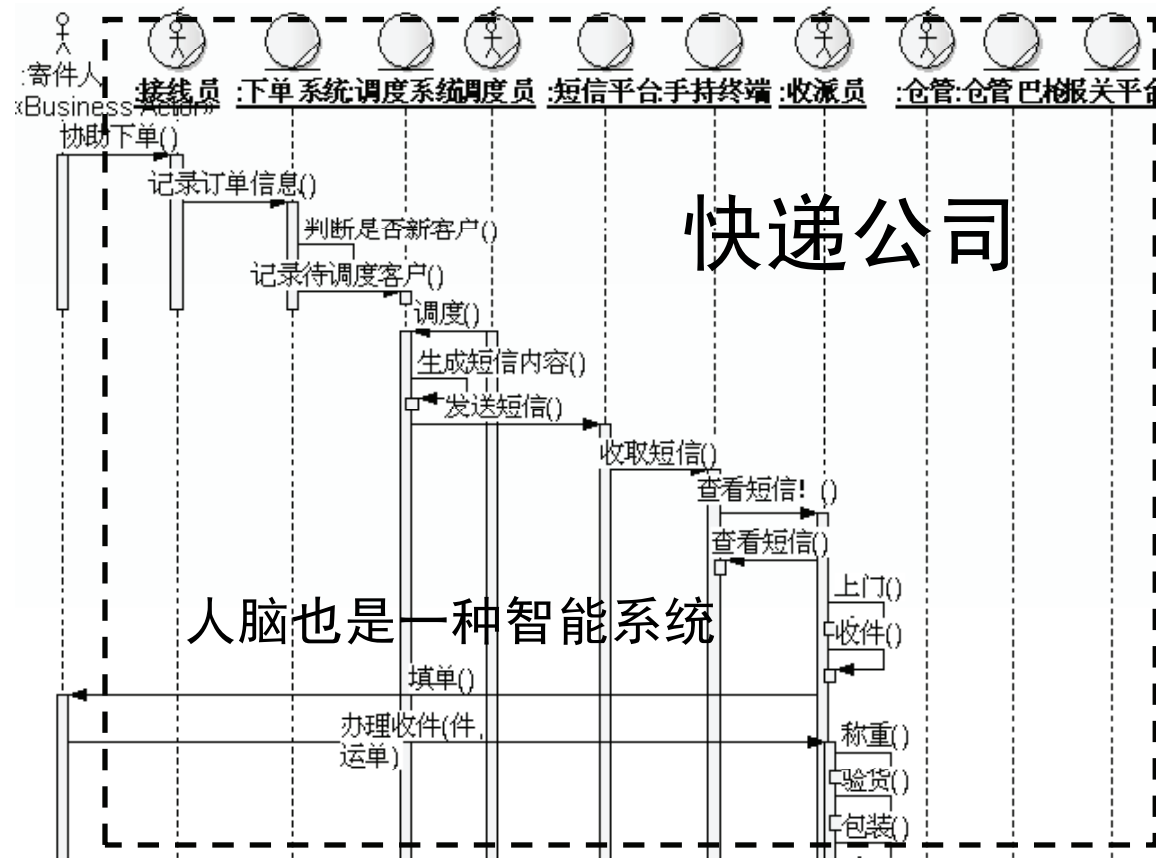 :寄件人
«Business Actor»
:接线员
:下单系统
:调度系统
:调度员
:短信平台
:手持终端
:收派员
:仓管
:仓管巴枪
:报关平台
协助下单()
记录订单信息()
判断是否新客户()
快递公司
记录待调度客户()
调度()
生成短信内容()
发送短信()
收取短信()
查看短信! ()
查看短信()
上门()
人脑也是一种智能系统
收件()
填单()
办理收件(件,
运单)
称重()
验货()
包装()